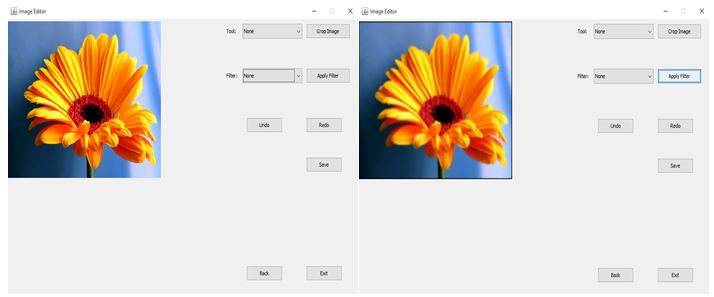 Image Editor
Tool: None Crop Image
Filter: None Apply Filter
Undo Redo
Save
Back Exit
Image Editor
Tool: None Crop Image
Filter: None Apply Filter
Undo Redo
Save
Back Exit